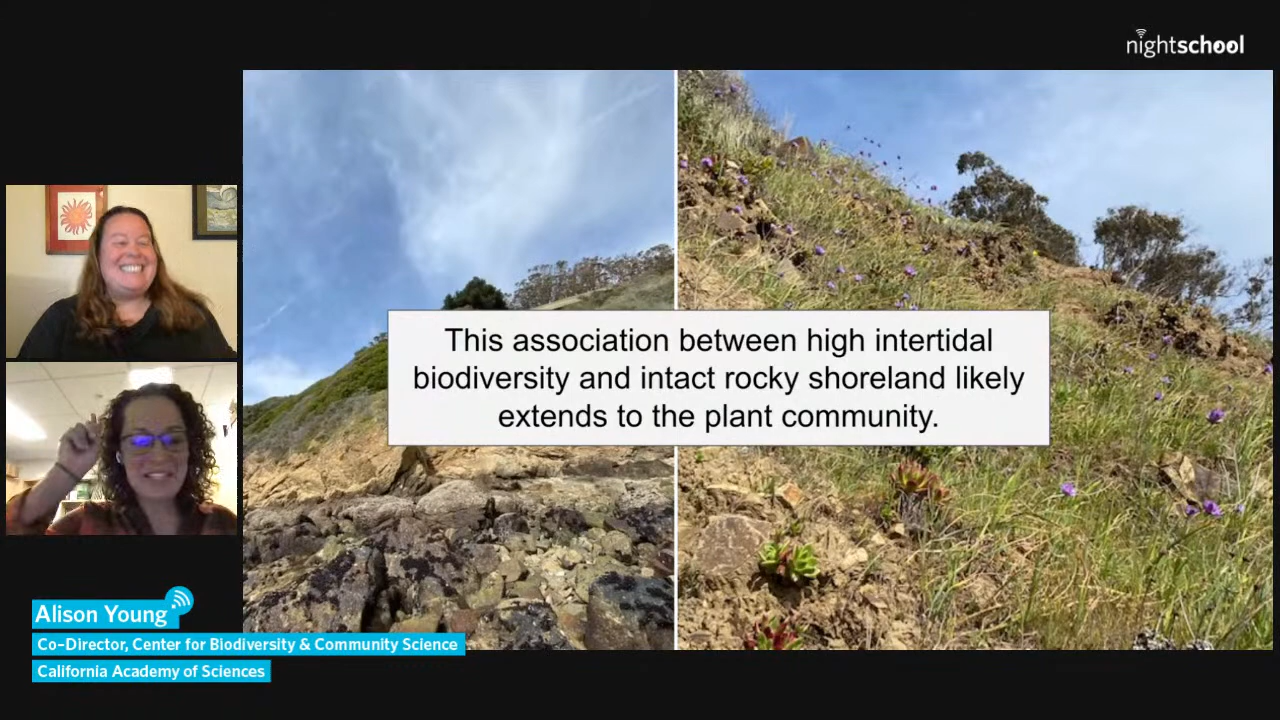 nightschool
This association between high intertidal
biodiversity and intact rocky shoreland likely
extends to the plant community.
Alison Young
Co-Director, Center for Biodiversity & Community Science
California Academy of Sciences